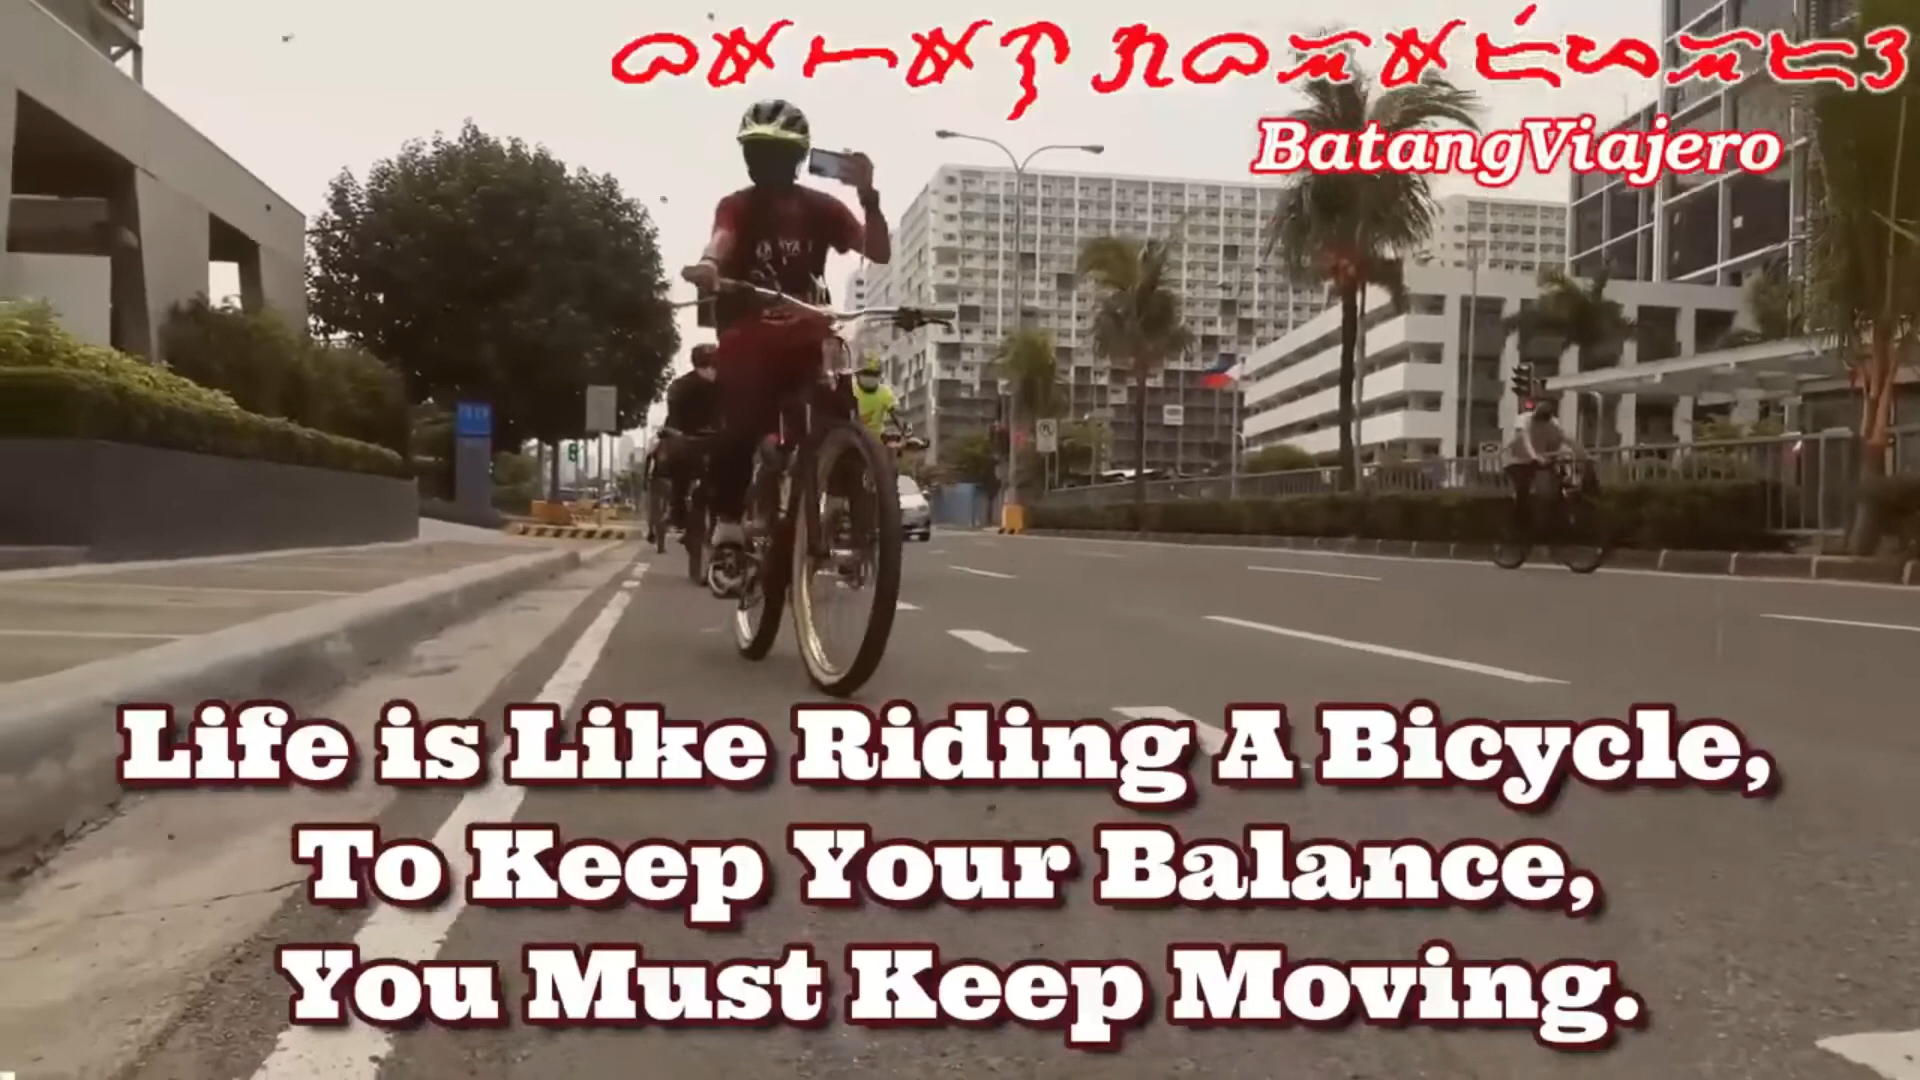 BatangViajero
Life is Like Riding A Bicycle,
To Keep Your Balance,
You Must Keep Moving.